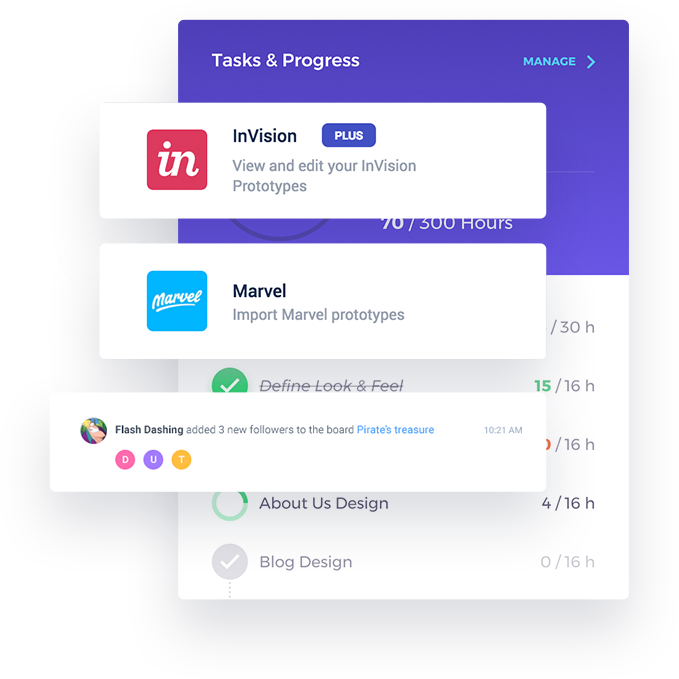 Tasks & Progress
MANAGE
in
InVision PLUS
View and edit your InVision
Prototypes
70 / 300 Hours
Marvel
Marvel
Import Marvel prototypes
/ 30 h
Define Look & Feel 15 / 16 h
Flash Dashing added 3 new followers to the board Pirate's treasure 10:21 AM
D U T
/ 16 h
About Us Design 4 / 16 h
Blog Design 0 / 16 h